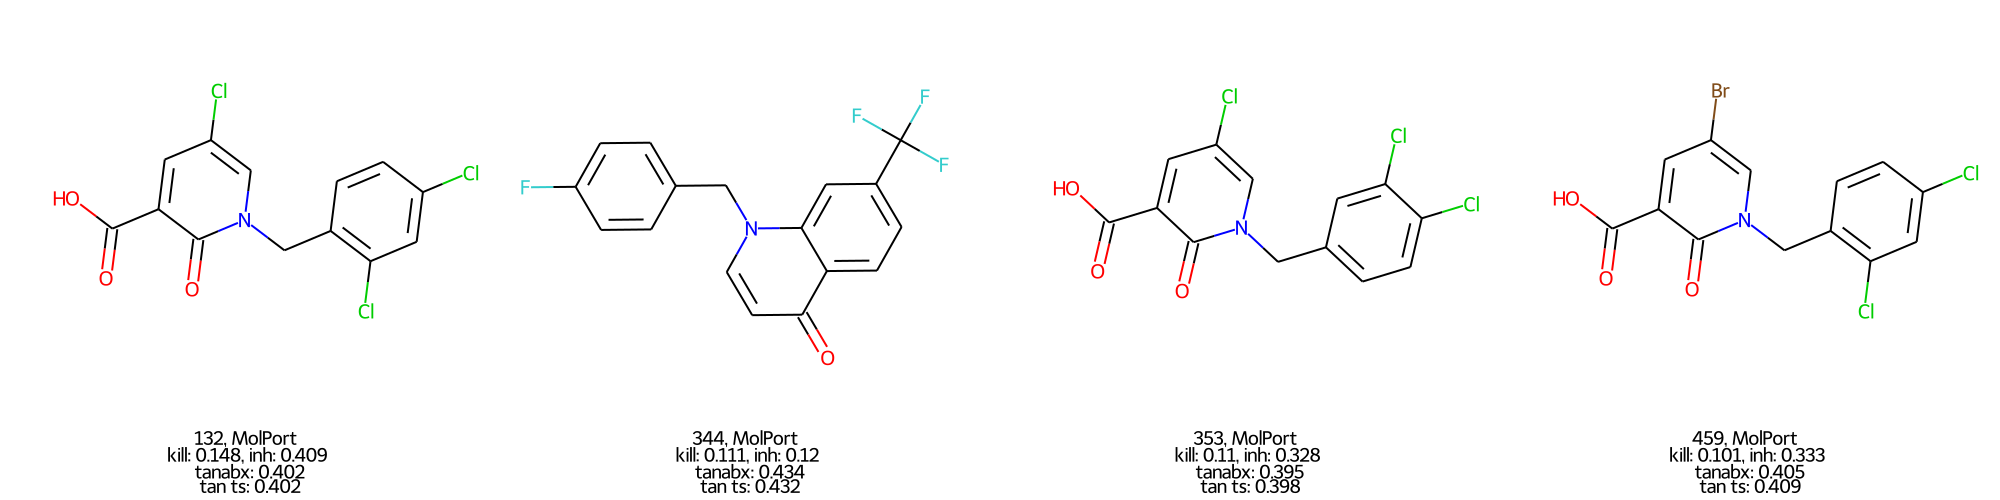 Cl
Cl
Cl
HO
N
O
O
F
F
F
F
N
O
Cl
Cl
Cl
HO
N
O
O
Br
Cl
Cl
HO
N
O
O
132, MolPort
kill: 0.148, inh: 0.409
tanabx: 0.402
tan ts: 0.402
344, MolPort
kill: 0.111, inh: 0.12
tanabx: 0.434
tan ts: 0.432
353, MolPort
kill: 0.11, inh: 0.328
tanabx: 0.395
tan ts: 0.398
459, MolPort
kill: 0.101, inh: 0.333
tanabx: 0.405
tan ts: 0.409